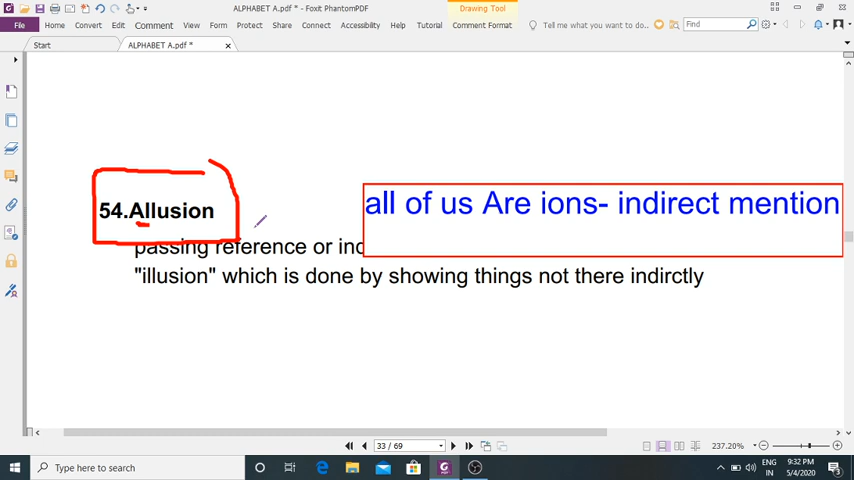 ALPHABET A.pdf * - Foxit PhantomPDF
Drawing Tool
File Home Convert Edit Comment View Form Protect Share Connect Accessibility Help Tutorial Comment Format Tell me what you want to do.. Find
Start ALPHABET A.pdf *
54.Allusion
all of us Are ions- indirect mention
passing reference or ind
"illusion" which is done by showing things not there indirctly
33 / 69
237.20%
Type here to search
ENG
IN
9:32 PM
5/4/2020
3